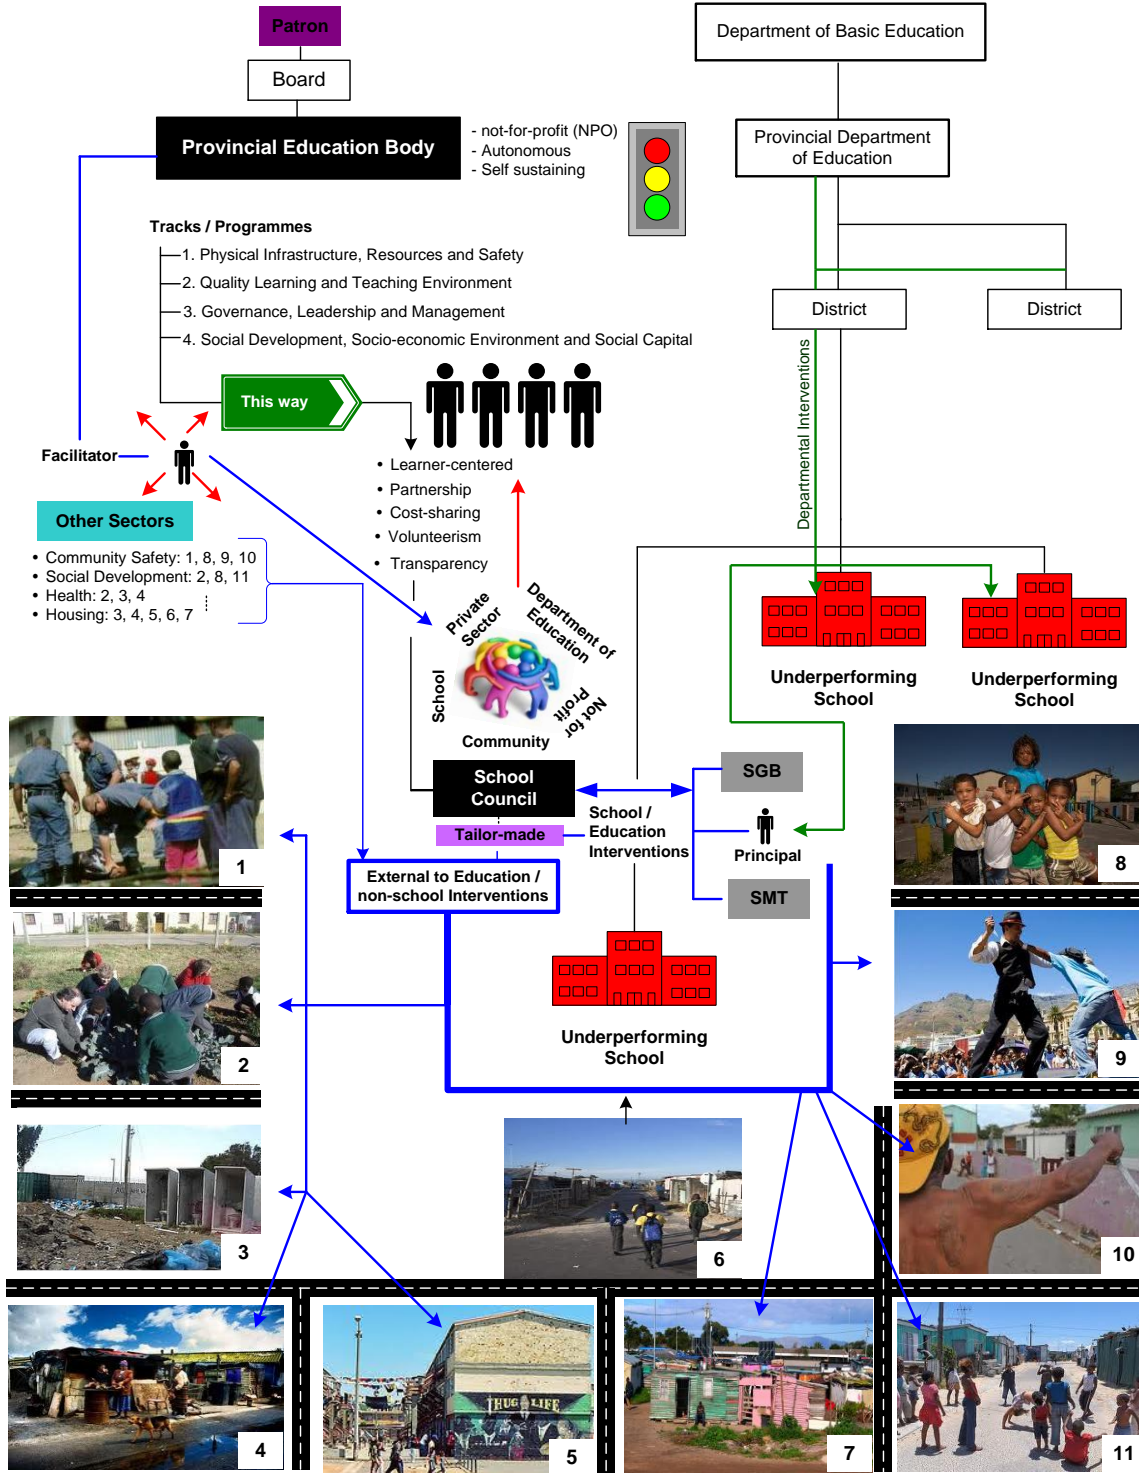 Patron
Board
Provincial Education Body
- not-for-profit (NPO)
- Autonomous
- Self sustaining
Department of Basic Education
Provincial Department
of Education
District
District
Departmental Interventions
Tracks / Programmes
1. Physical Infrastructure, Resources and Safety
2. Quality Learning and Teaching Environment
3. Governance, Leadership and Management
4. Social Development, Socio-economic Environment and Social Capital
This way
Facilitator
Other Sectors
• Community Safety: 1, 8, 9, 10
• Social Development: 2, 8, 11
• Health: 2, 3, 4
• Housing: 3, 4, 5, 6, 7
• Learner-centered
• Partnership
• Cost-sharing
• Volunteerism
• Transparency
Private
Sector
Department of
Education
School
Not for
Profit
Community
Underperforming
School
Underperforming
School
School
Council
Tailor-made
School /
Education
Interventions
SGB
Principal
SMT
External to Education /
non-school Interventions
Underperforming
School
1
2
3
4
THUG LIFE
5
6
7
8
9
10
11